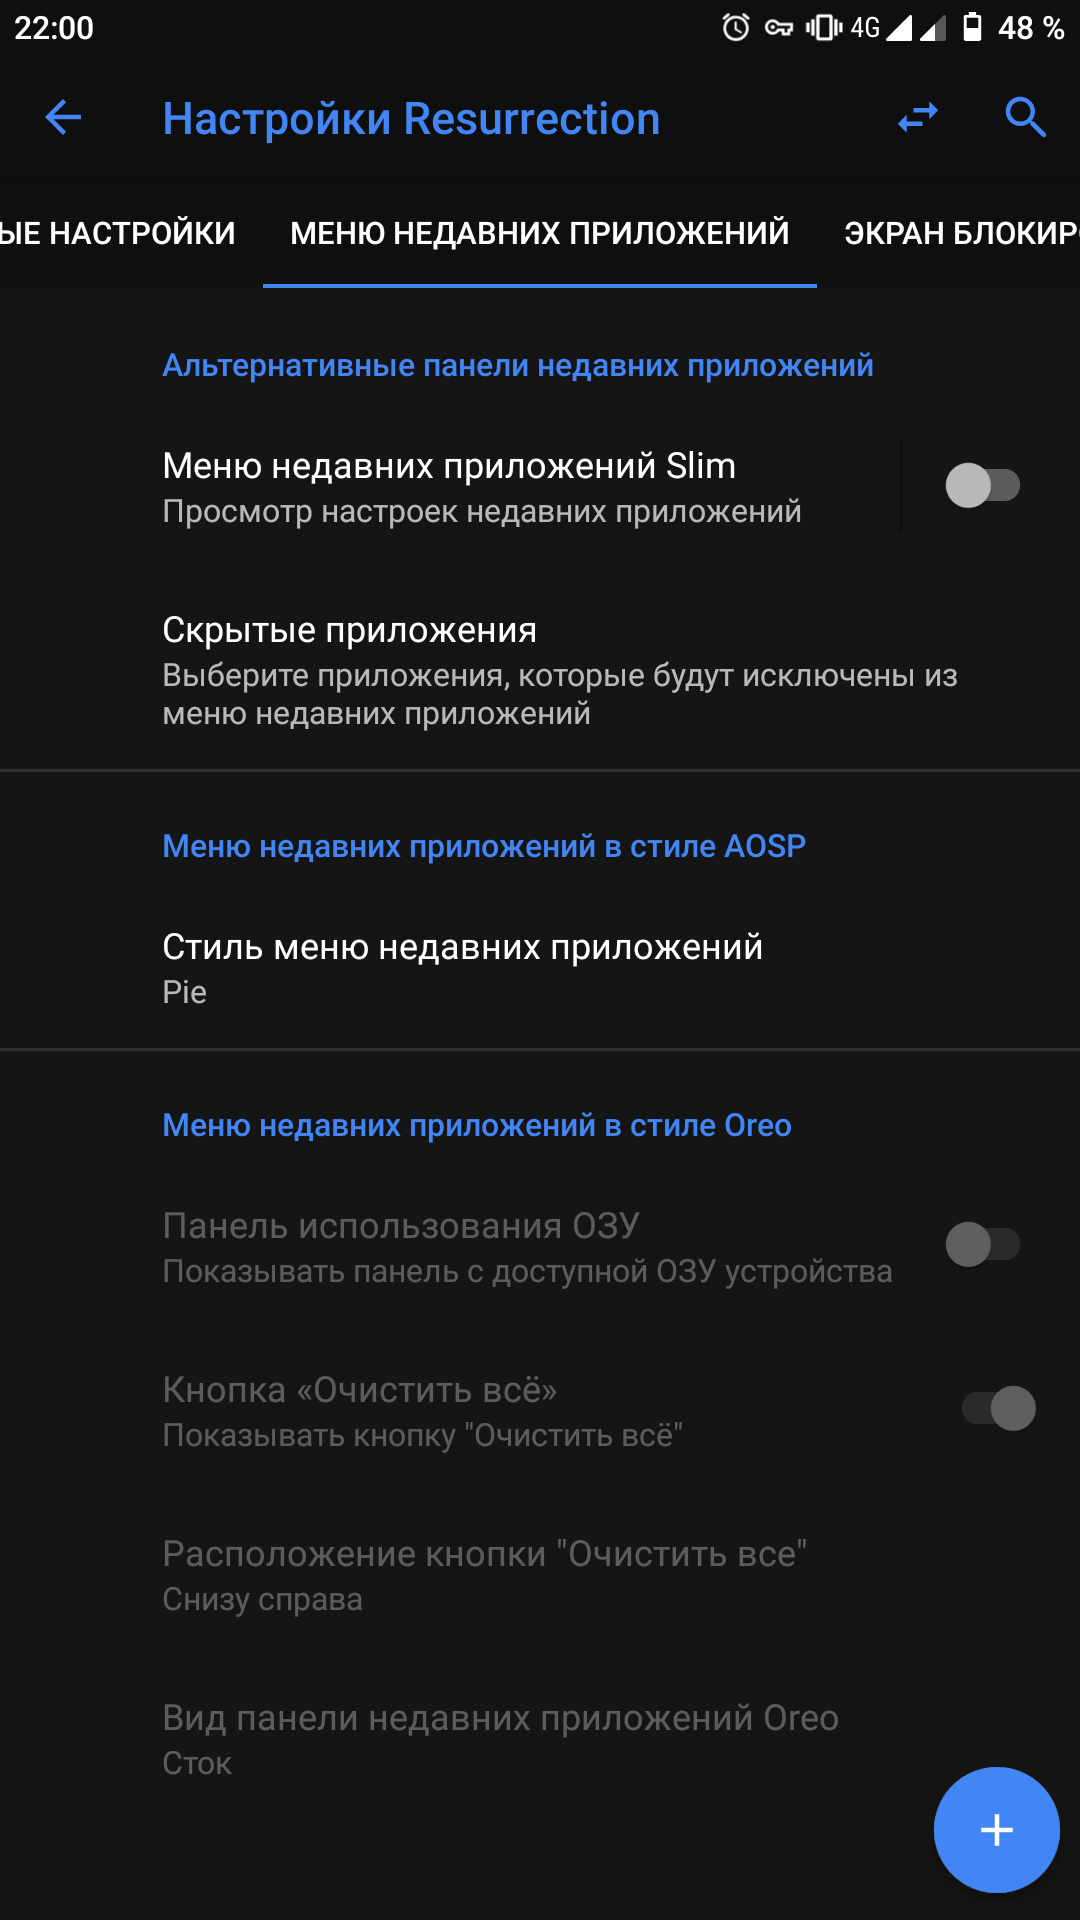 22:00
4G
48 %
Настройки Resurrection
ЫЕ НАСТРОЙКИ
МЕНЮ НЕДАВНИХ ПРИЛОЖЕНИЙ
ЭКРАН БЛОКИР
Альтернативные панели недавних приложений
Меню недавних приложений Slim
Просмотр настроек недавних приложений
Скрытые приложения
Выберите приложения, которые будут исключены из
меню недавних приложений
Меню недавних приложений в стиле AOSP
Стиль меню недавних приложений
Pie
Меню недавних приложений в стиле Oreo
Панель использования ОЗУ
Показывать панель с доступной ОЗУ устройства
Кнопка «Очистить всё»
Показывать кнопку "Очистить всё"
Расположение кнопки "Очистить все"
Снизу справа
Вид панели недавних приложений Oreo
Сток